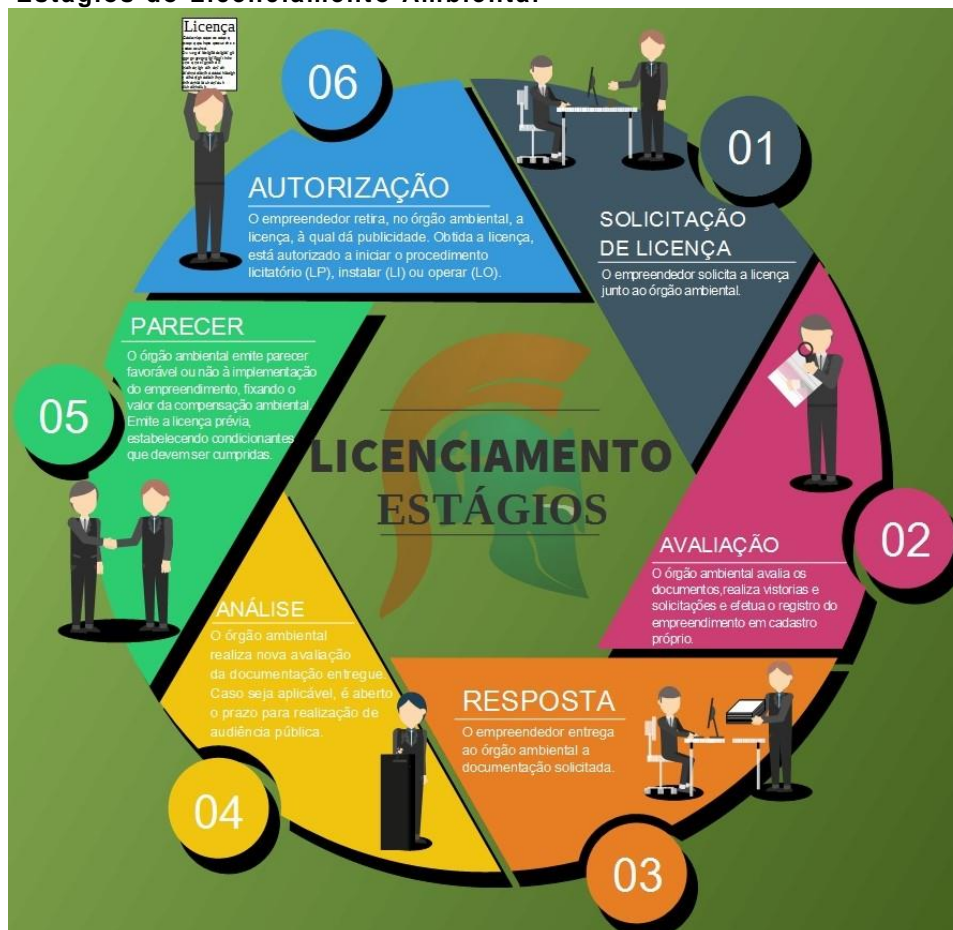 Estágios do Licenciamento Ambiental
Licença
06
01
AUTORIZAÇÃO
O empreendedor retira, no órgão ambiental, a
licença, à qual dá publicidade. Obtida a licença,
está autorizado a iniciar o procedimento
licitatório (LP), instalar (LI) ou operar (LO).
SOLICITAÇÃO
DE LICENÇA
O empreendedor solicita a licença
junto ao órgão ambiental.
PARECER
O órgão ambiental emite parecer
favorável ou não à implementação
do empreendimento, fixando o
valor da compensação ambiental.
Emite a licença prévia,
estabelecendo condicionantes
que devem ser cumpridas.
05
LICENCIAMENTO
ESTÁGIOS
02
AVALIAÇÃO
O órgão ambiental avalia os
documentos,realiza vistorias e
solicitações e efetua o registro do
empreendimento em cadastro
próprio.
ANÁLISE
O órgão ambiental
realiza nova avaliação
da documentação entregue.
Caso seja aplicável, é aberto
o prazo para realização de
audiência pública.
RESPOSTA
O empreendedor entrega
ao órgão ambiental a
documentação solicitada.
04
03